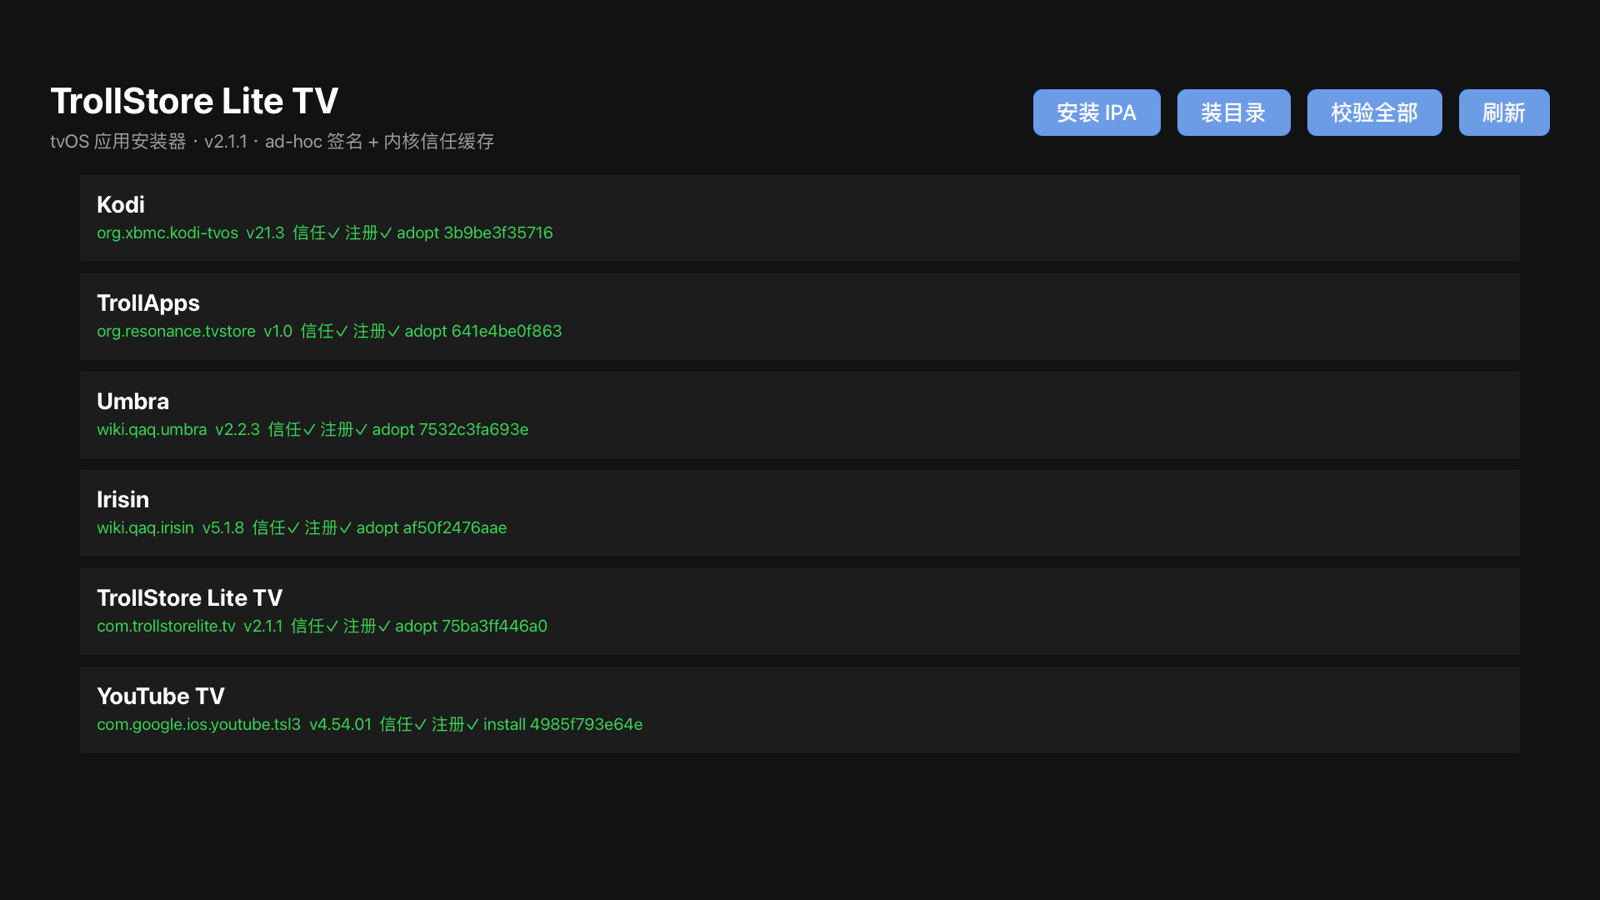 TrollStore Lite TV
tvOS 应用安装器 · v2.1.1 · ad-hoc 签名 + 内核信任缓存
安装 IPA
装目录
校验全部
刷新
Kodi
org.xbmc.kodi-tvos v21.3 信任✓ 注册✓ adopt 3b9be3f35716
TrollApps
org.resonance.tvstore v1.0 信任✓ 注册✓ adopt 641e4be0f863
Umbra
wiki.qaq.umbra v2.2.3 信任✓ 注册✓ adopt 7532c3fa693e
Irisin
wiki.qaq.irisin v5.1.8 信任✓ 注册✓ adopt af50f2476aae
TrollStore Lite TV
com.trollstorelite.tv v2.1.1 信任✓ 注册✓ adopt 75ba3ff446a0
YouTube TV
com.google.ios.youtube.tsl3 v4.54.01 信任✓ 注册✓ install 4985f793e64e